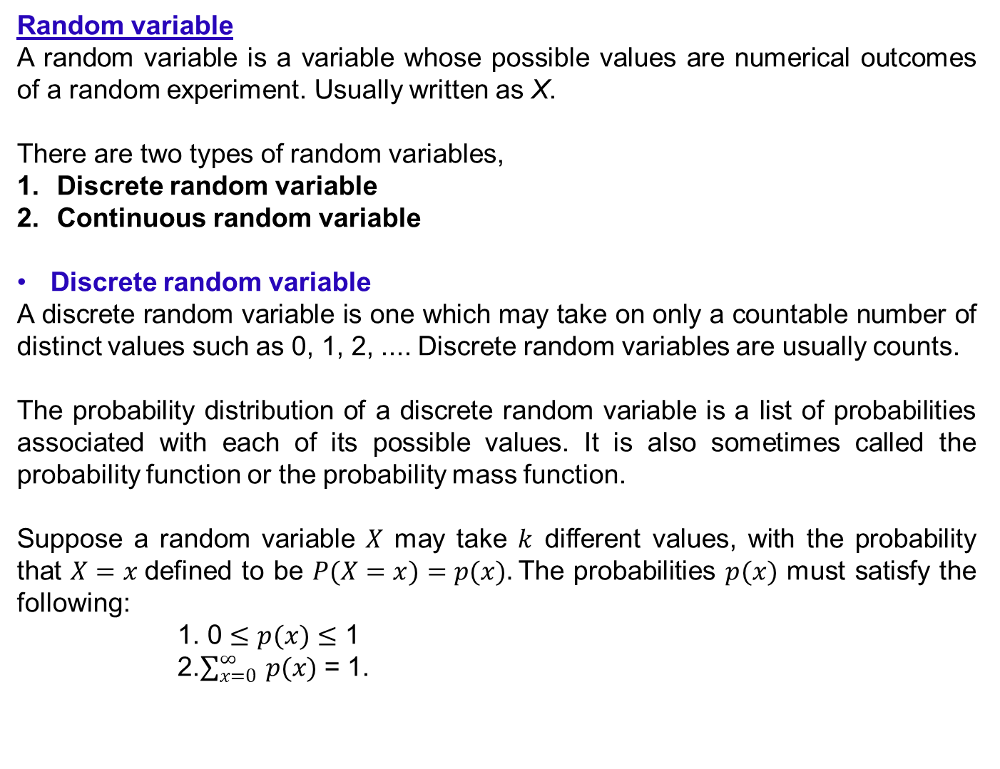 Random variable
A random variable is a variable whose possible values are numerical outcomes
of a random experiment. Usually written as X.
There are two types of random variables,
1. Discrete random variable
2. Continuous random variable
• Discrete random variable
A discrete random variable is one which may take on only a countable number of
distinct values such as 0, 1, 2, .... Discrete random variables are usually counts.
The probability distribution of a discrete random variable is a list of probabilities
associated with each of its possible values. It is also sometimes called the
probability function or the probability mass function.
Suppose a random variable X may take k different values, with the probability
that X = x defined to be P(X = x) = p(x). The probabilities p(x) must satisfy the
following:
1. 0 ≤ p(x) ≤ 1
2.∑_{x=0}^{∞} p(x) = 1.